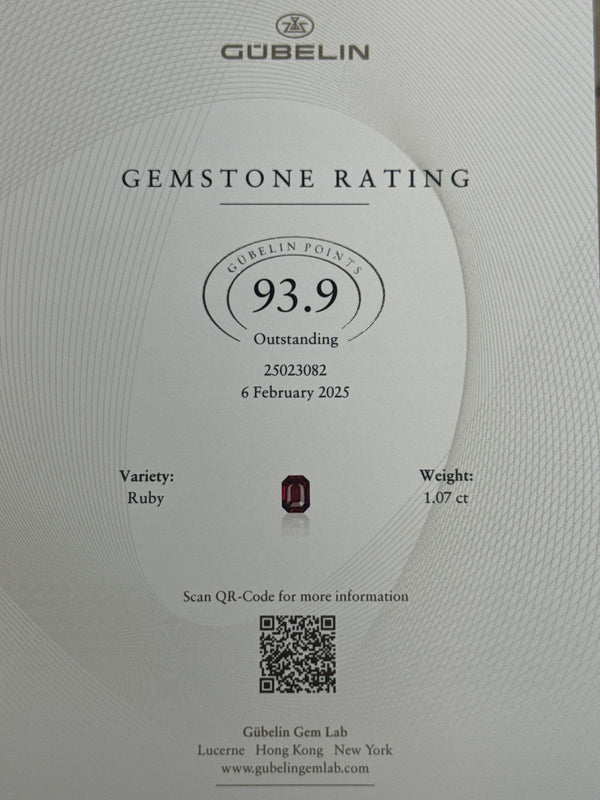 GÜBELIN
GEMSTONE RATING
GÜBELIN POINTS
93.9
Outstanding
25023082
6 February 2025
Variety:
Ruby
Weight:
1.07 ct
Scan QR-Code for more information
Gübelin Gem Lab
Lucerne Hong Kong New York
www.gubelingemlab.com